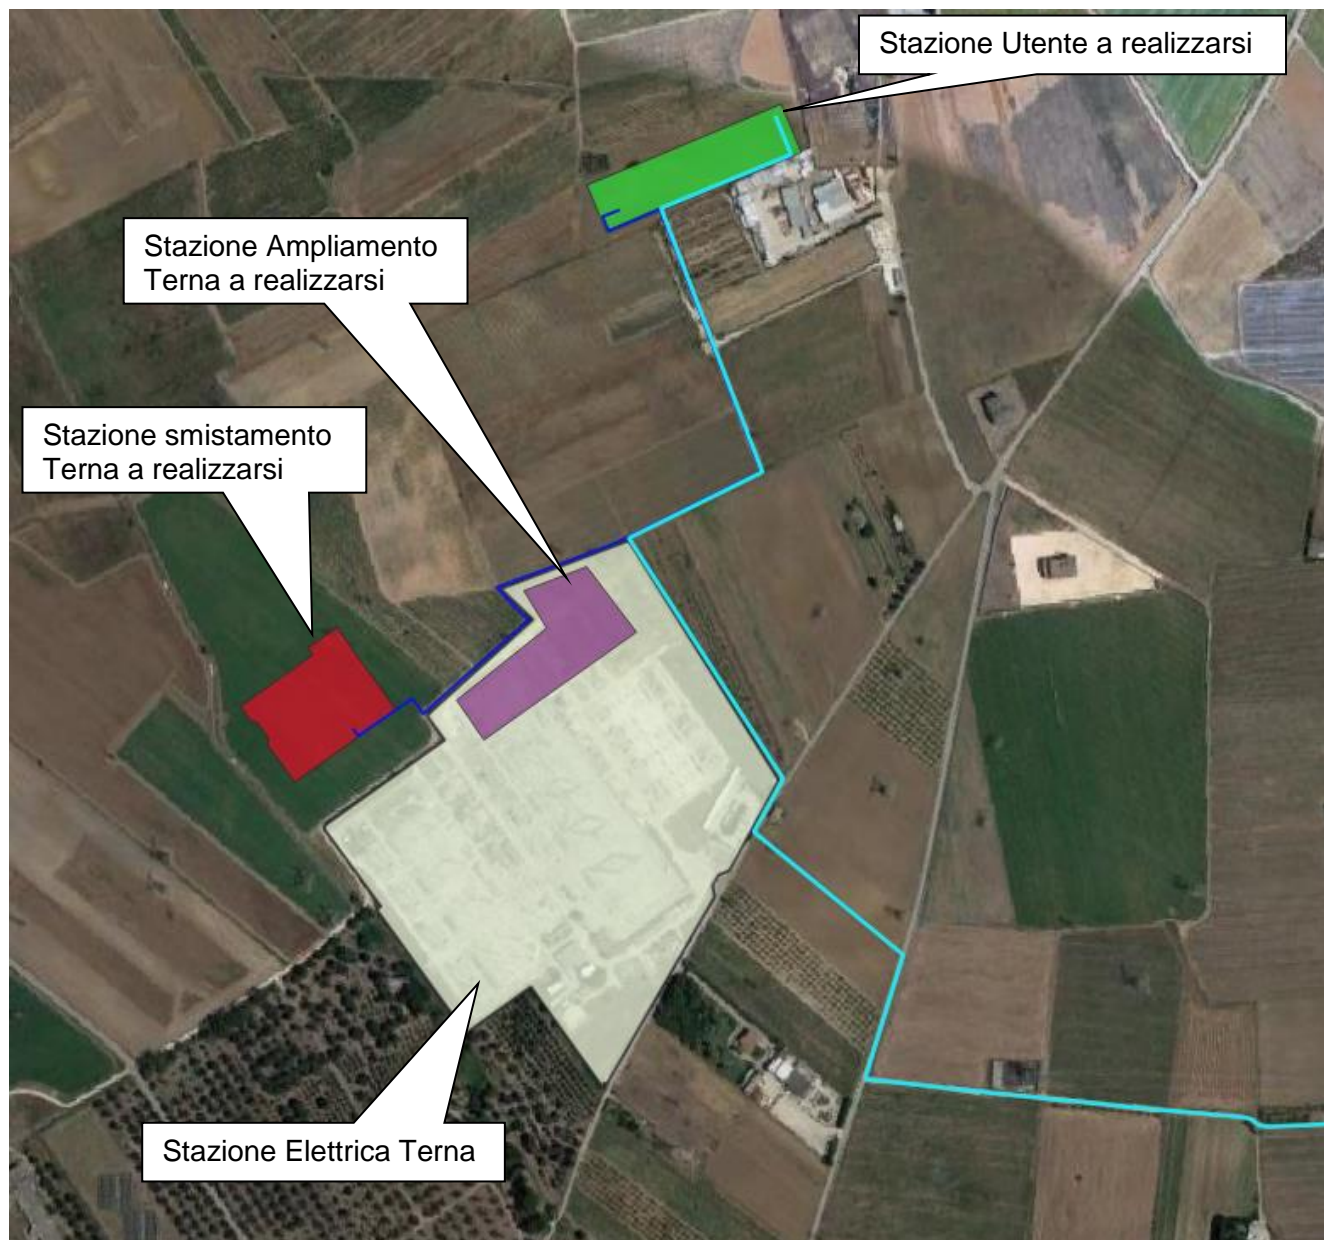 Stazione Utente a realizzarsi
Stazione Ampliamento
Terna a realizzarsi
Stazione smistamento
Terna a realizzarsi
Stazione Elettrica Terna